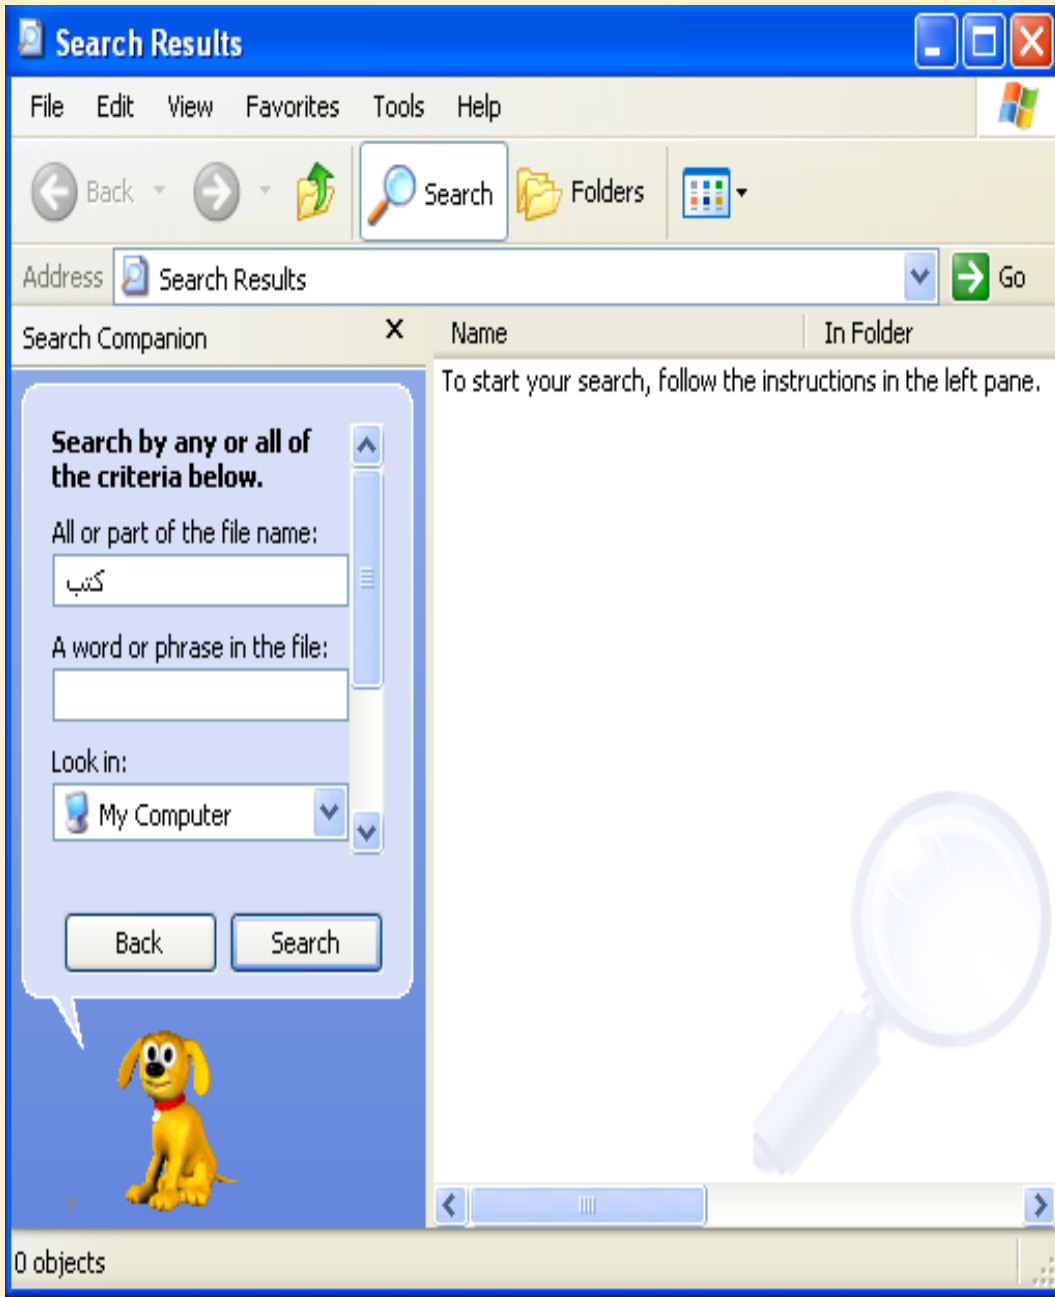 Search Results
File Edit View Favorites Tools Help
Back Search Folders
Address Search Results Go
Search Companion X Name In Folder
To start your search, follow the instructions in the left pane.
Search by any or all of
the criteria below.
All or part of the file name:
كتب
A word or phrase in the file:
Look in:
My Computer
Back Search
0 objects